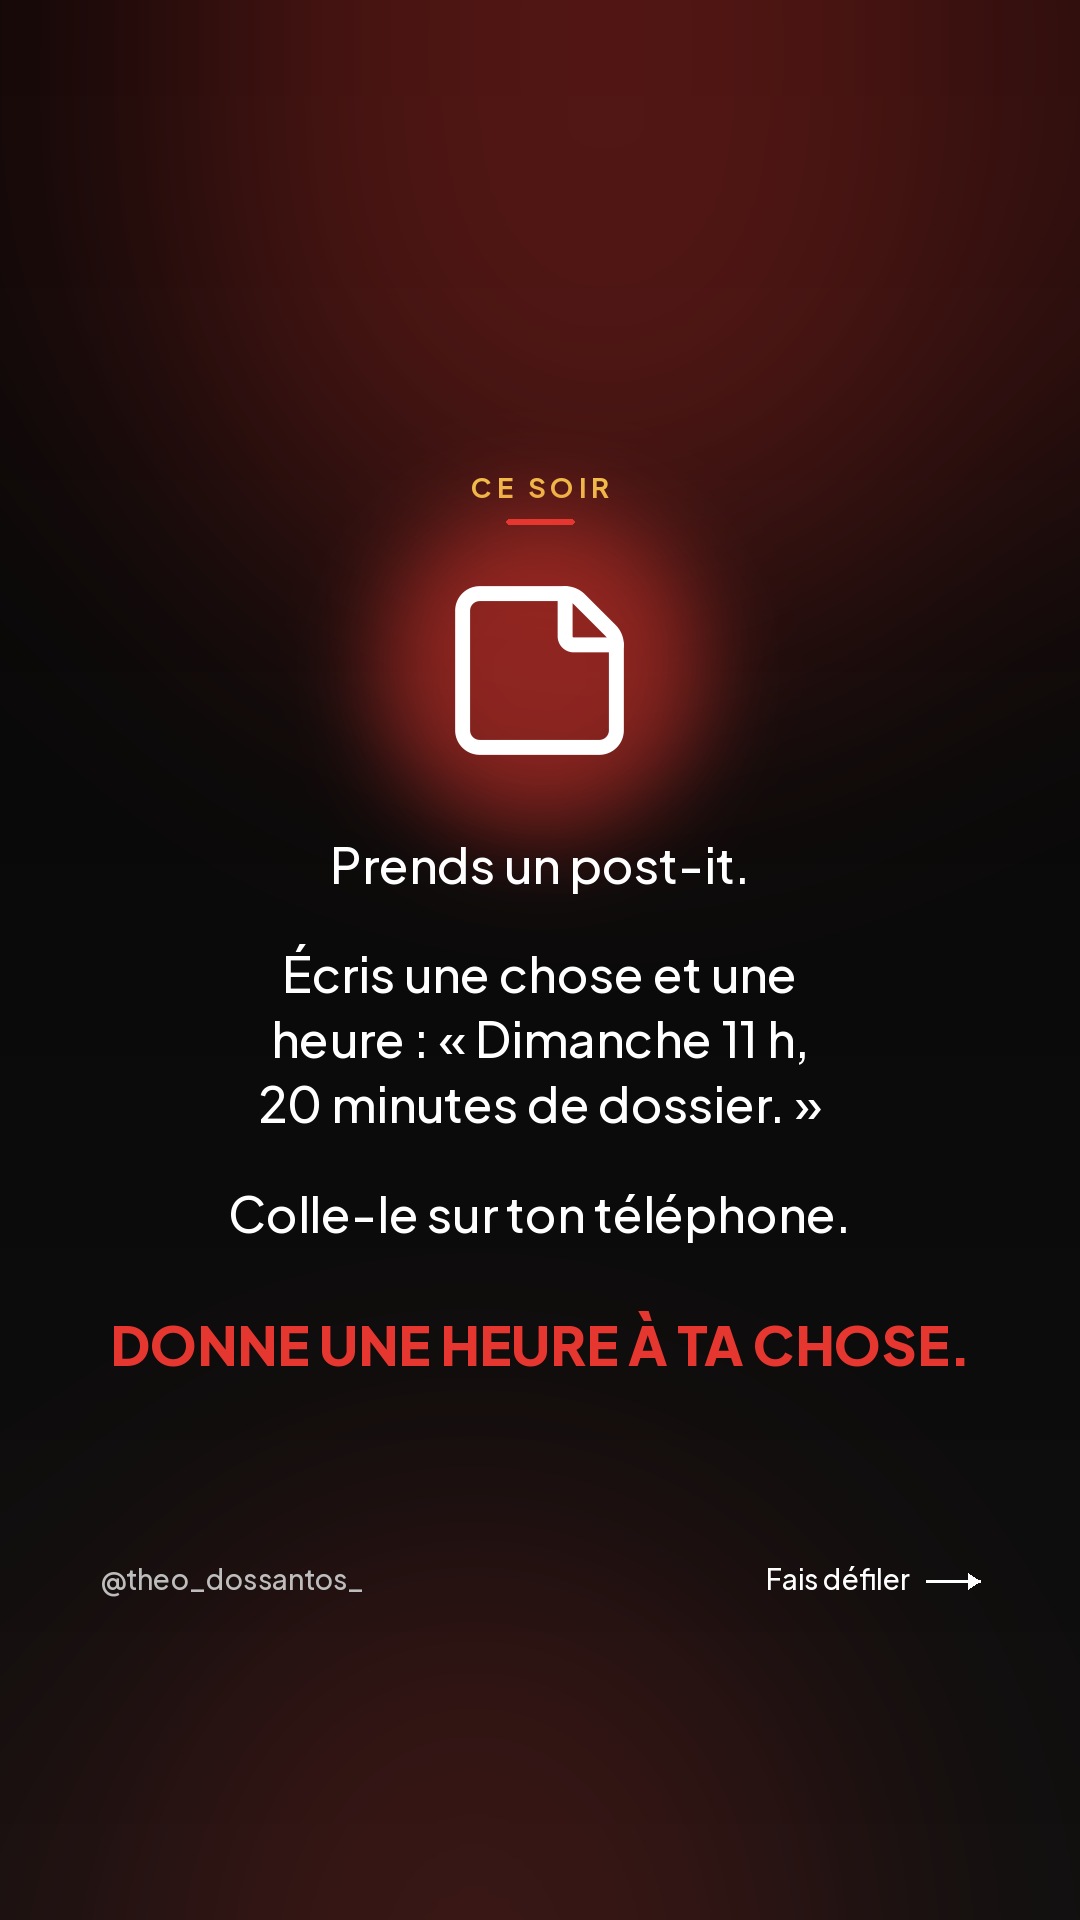 CE SOIR
Prends un post-it.
Écris une chose et une
heure : « Dimanche 11 h,
20 minutes de dossier. »
Colle-le sur ton téléphone.
DONNE UNE HEURE À TA CHOSE.
@theo_dossantos_
Fais défiler